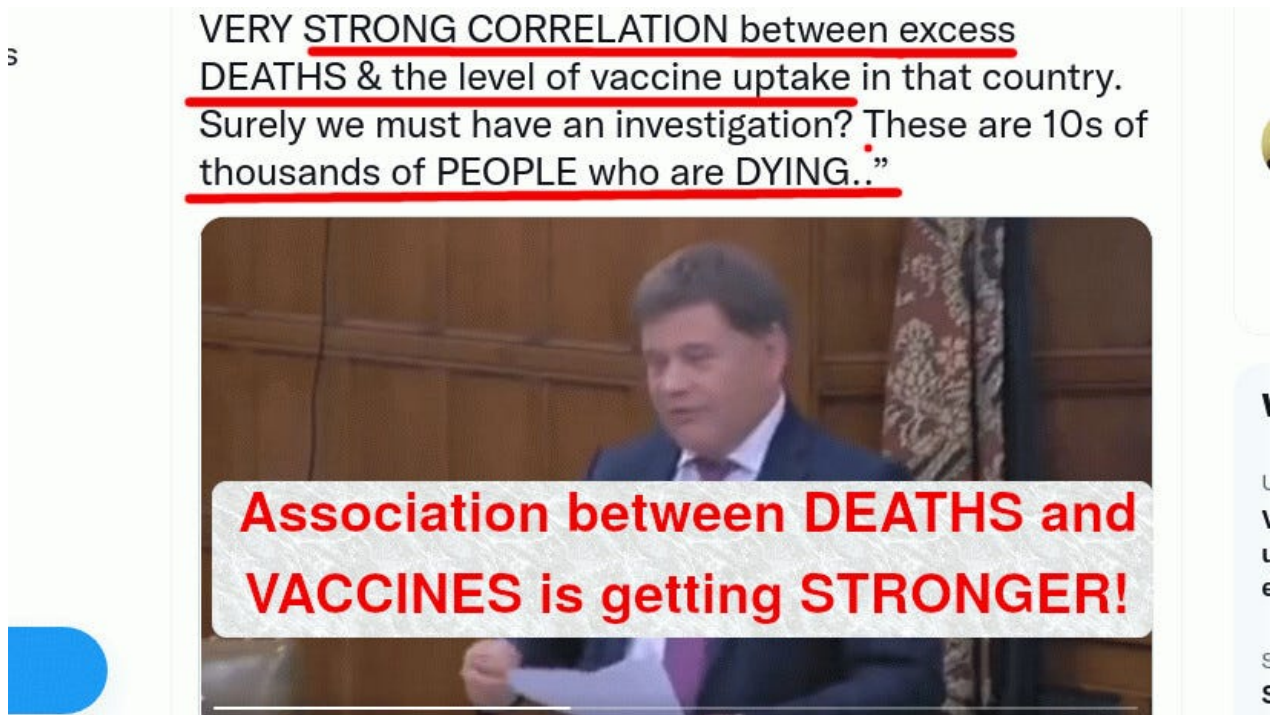 s
VERY STRONG CORRELATION between excess
DEATHS & the level of vaccine uptake in that country.
Surely we must have an investigation? These are 10s of
thousands of PEOPLE who are DYING..”
Association between DEATHS and
VACCINES is getting STRONGER!